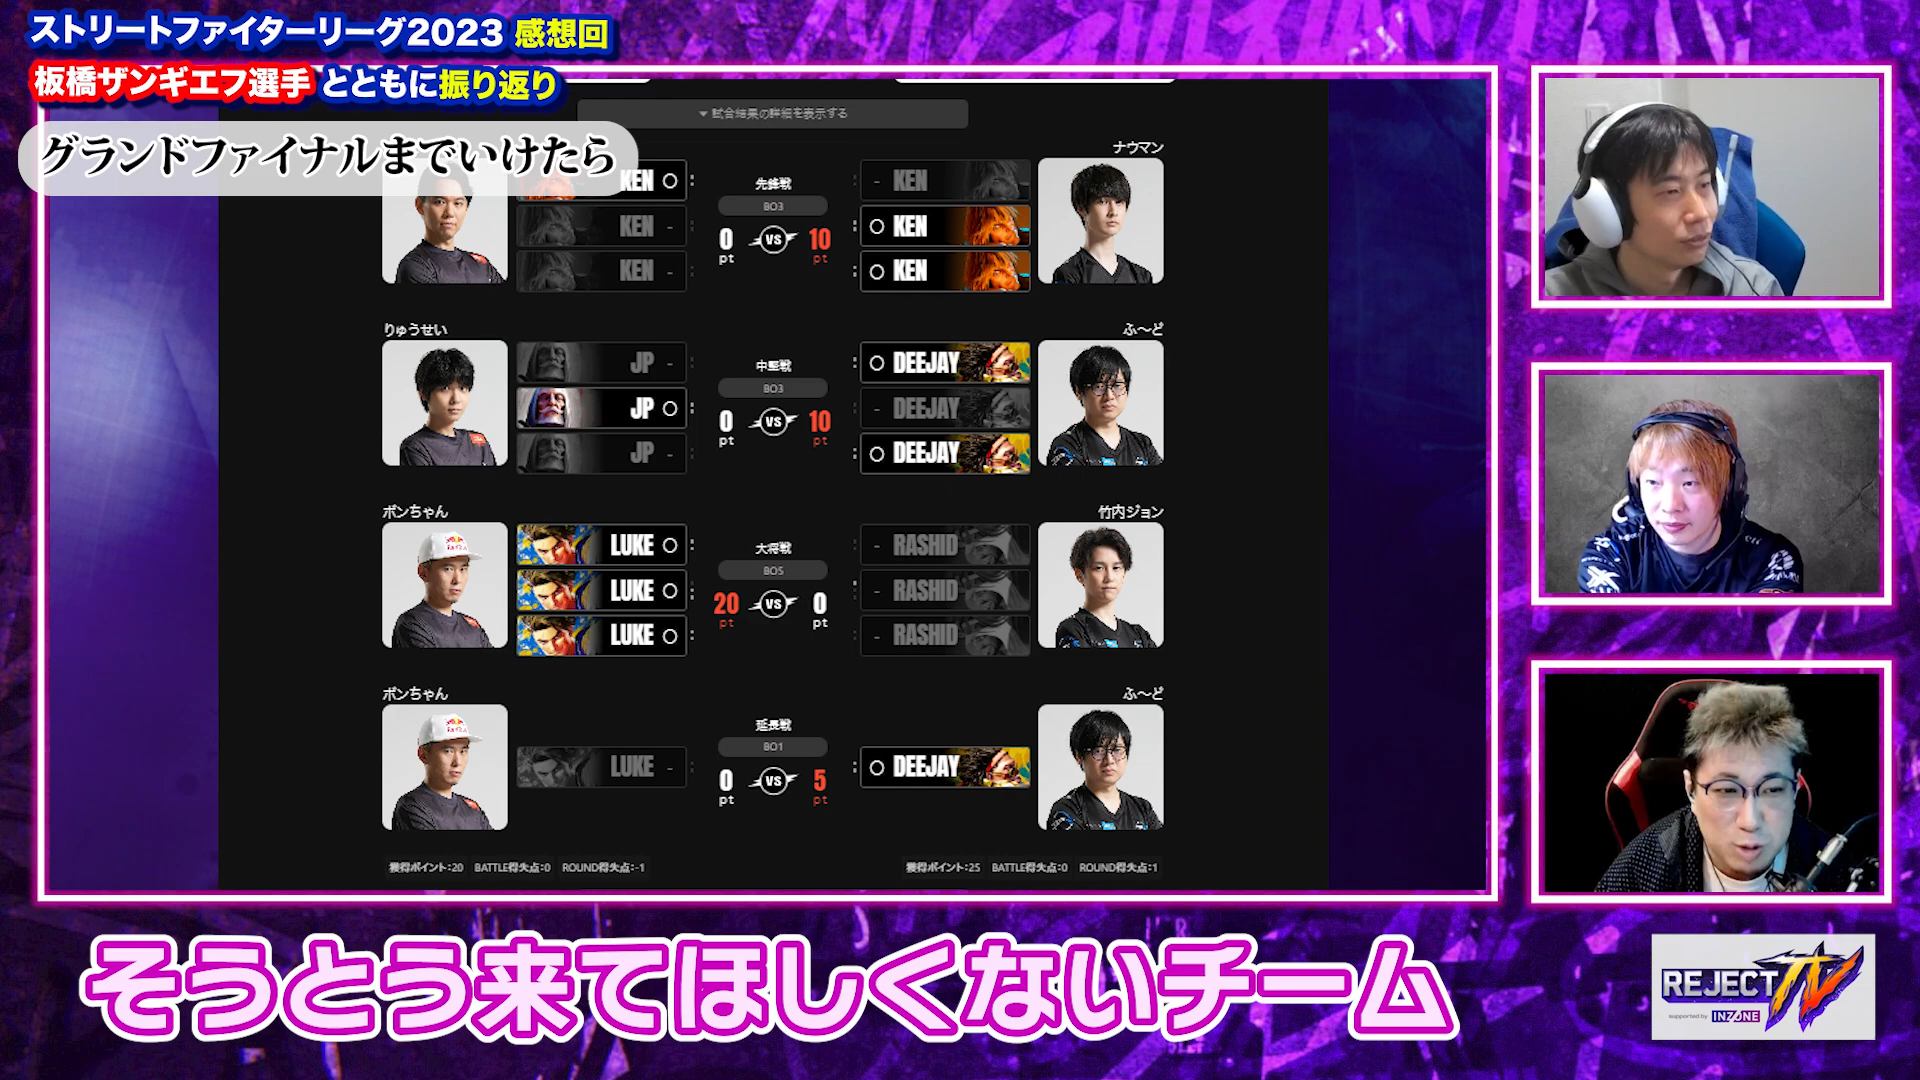 ストリートファイターリーグ2023 感想回
板橋ザンギエフ選手 とともに振り返り
グランドファイナルまでいけたら
▼試合結果の詳細を表示する
ナウマン
KEN
KEN -
KEN -
先鋒戦
BO3
0 pt VS 10 pt
- KEN
KEN
KEN
りゅうせい
ふ〜ど
JP -
JP
JP -
中堅戦
BO3
0 pt VS 10 pt
DEEJAY
- DEEJAY
DEEJAY
ボンちゃん
竹内ジョン
LUKE
LUKE
LUKE
大将戦
BO5
20 pt VS 0 pt
- RASHID
- RASHID
- RASHID
ボンちゃん
ふ〜ど
LUKE -
延長戦
BO1
0 pt VS 5 pt
DEEJAY
獲得ポイント:20 BATTLE得失点:0 ROUND得失点:-1
獲得ポイント:25 BATTLE得失点:0 ROUND得失点:1
そうとう来てほしくないチーム
REJECT TV
supported by INZONE